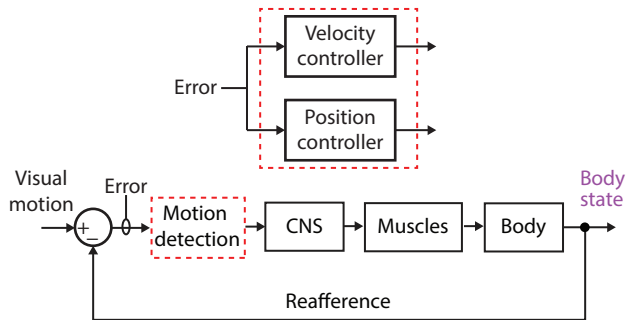 Velocity
controller
Error
Position
controller
Visual
motion
Error
+
−
Motion
detection
CNS
Muscles
Body
Body
state
Reafference